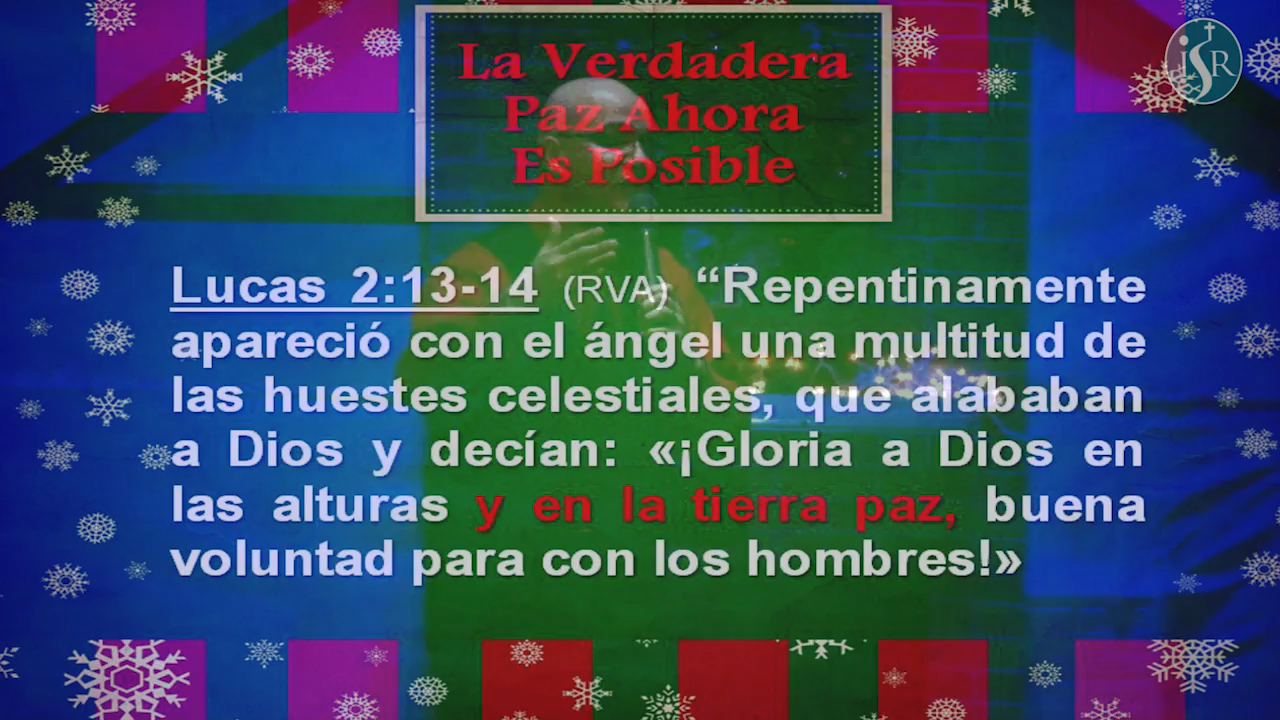 La Verdadera
Paz Ahora
Es Posible
iSR
Lucas 2:13-14 (RVA) “Repentinamente
apareció con el ángel una multitud de
las huestes celestiales, que alababan
a Dios y decían: «¡Gloria a Dios en
las alturas y en la tierra paz, buena
voluntad para con los hombres!»